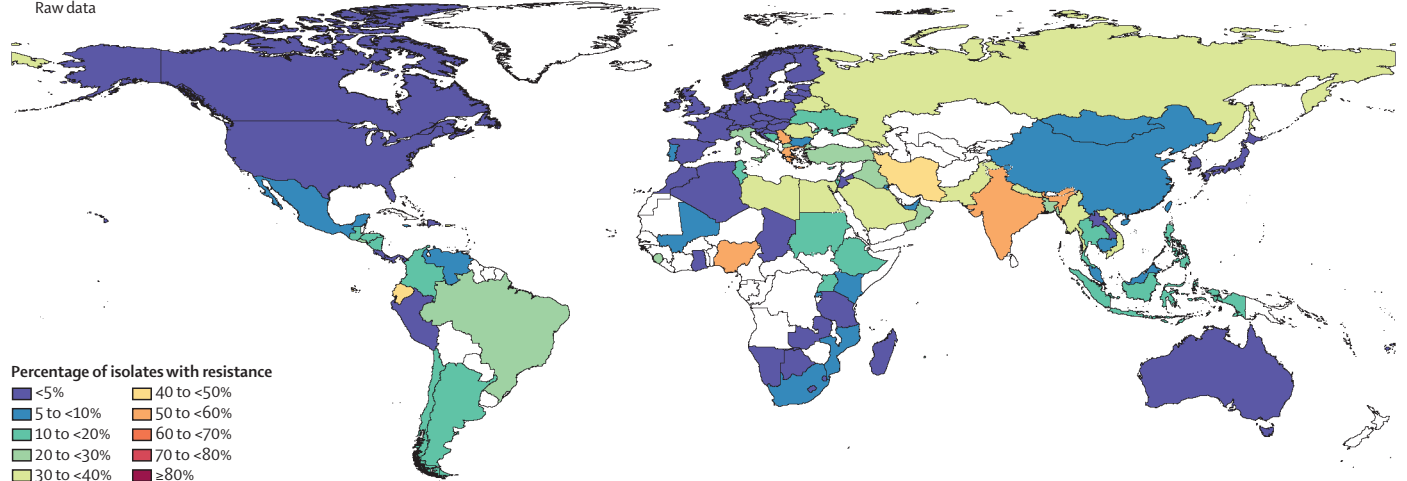 Raw data
Percentage of isolates with resistance
<5%
5 to <10%
10 to <20%
20 to <30%
30 to <40%
40 to <50%
50 to <60%
60 to <70%
70 to <80%
≥80%